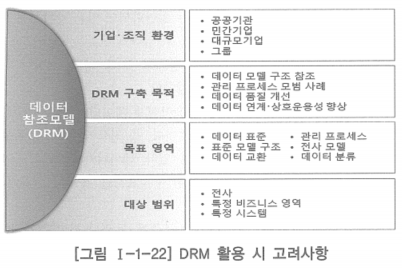 데이터
참조모델
(DRM)
기업·조직 환경
• 공공기관
• 민간기업
• 대규모기업
• 그룹
DRM 구축 목적
• 데이터 모델 구조 참조
• 관리 프로세스 모범 사례
• 데이터 품질 개선
• 데이터 연계·상호운용성 향상
목표 영역
• 데이터 표준 • 관리 프로세스
• 표준 모델 구조 • 전사 모델
• 데이터 교환 • 데이터 분류
대상 범위
• 전사
• 특정 비즈니스 영역
• 특정 시스템
[그림 Ⅰ-1-22] DRM 활용 시 고려사항